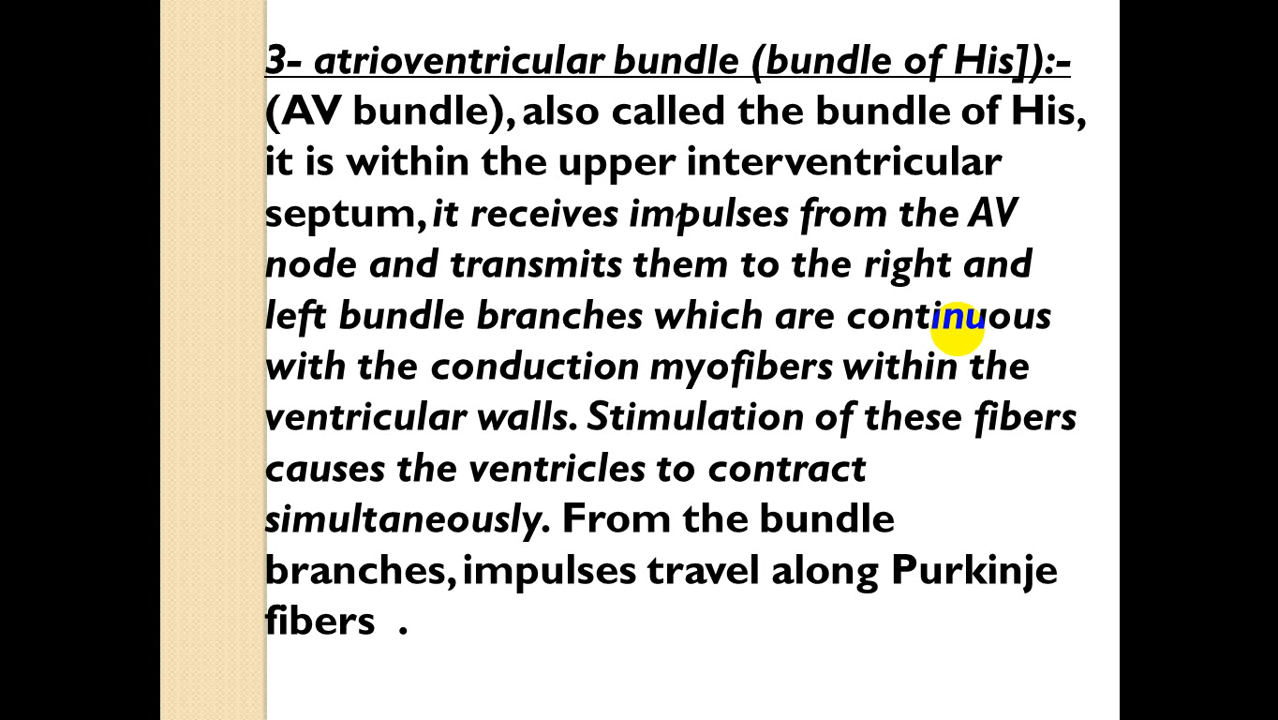 3- atrioventricular bundle (bundle of His]):-
(AV bundle), also called the bundle of His,
it is within the upper interventricular
septum, it receives impulses from the AV
node and transmits them to the right and
left bundle branches which are continuous
with the conduction myofibers within the
ventricular walls. Stimulation of these fibers
causes the ventricles to contract
simultaneously. From the bundle
branches, impulses travel along Purkinje
fibers  .